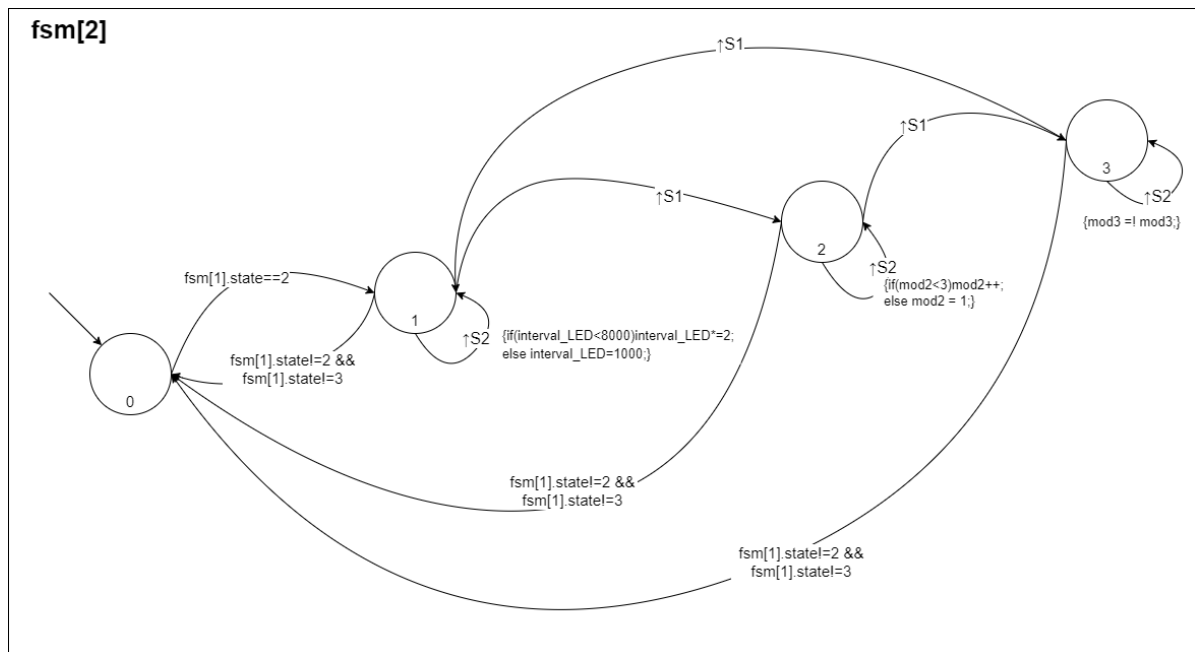 fsm[2]
↑S1
↑S1
3
↑S2
{mod3 =! mod3;}
↑S1
2
↑S2
{if(mod2<3)mod2++;
else mod2 = 1;}
fsm[1].state==2
1
↑S2
{if(interval_LED<8000)interval_LED*=2;
else interval_LED=1000;}
fsm[1].state!=2 &&
fsm[1].state!=3
0
fsm[1].state!=2 &&
fsm[1].state!=3
fsm[1].state!=2 &&
fsm[1].state!=3